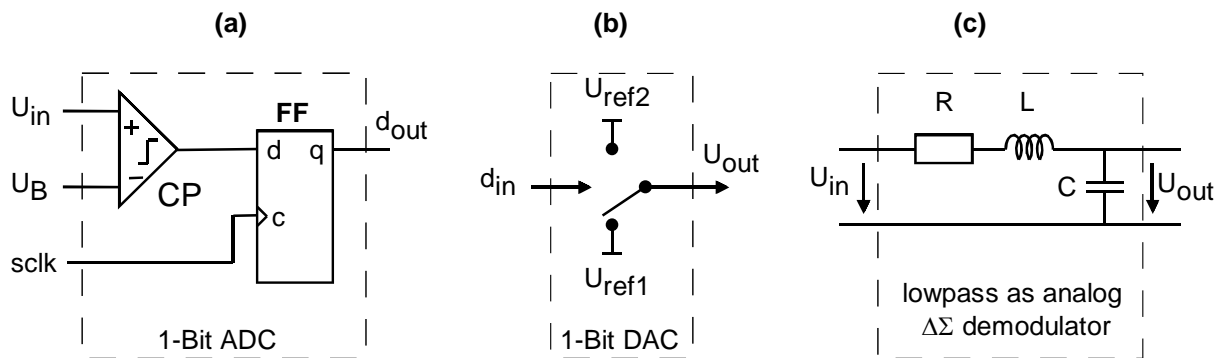 (a)
U_in
U_B
sclk
+
−
CP
FF
d
q
c
d_out
1-Bit ADC
(b)
U_ref2
d_in
U_out
U_ref1
1-Bit DAC
(c)
R
L
C
U_in
U_out
lowpass as analog
ΔΣ demodulator